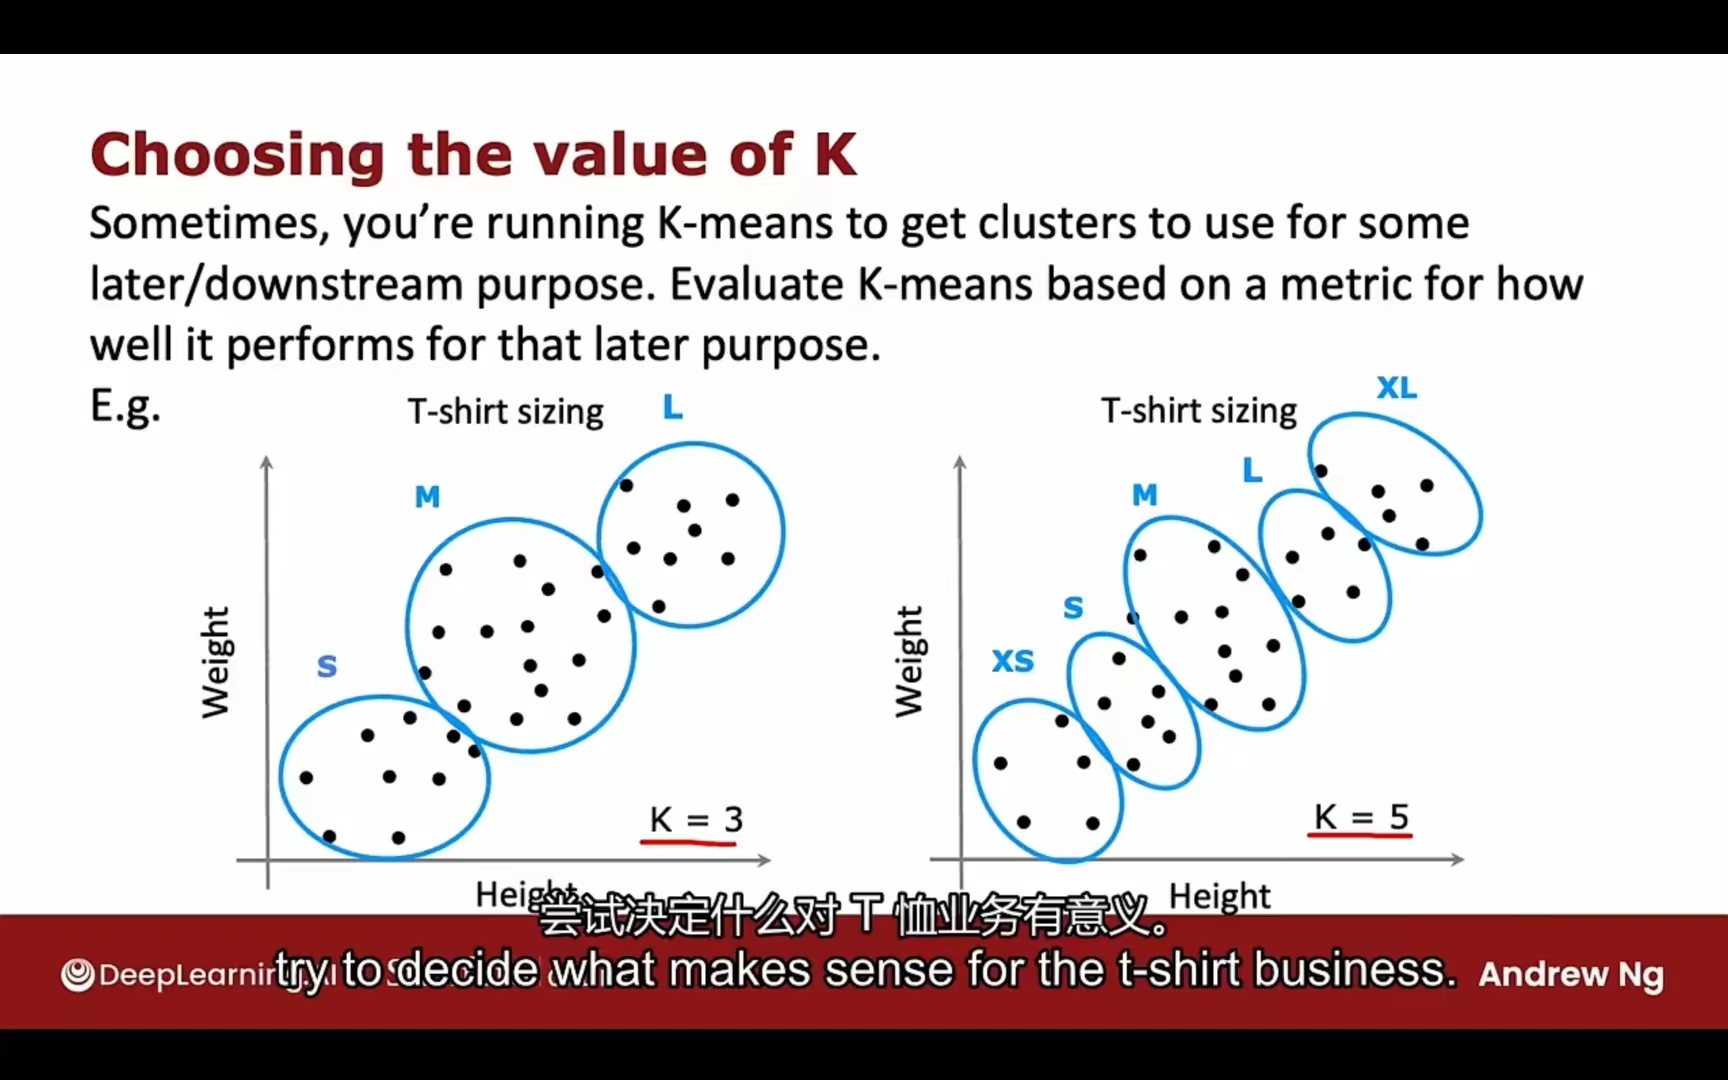 Choosing the value of K
Sometimes, you’re running K-means to get clusters to use for some
later/downstream purpose. Evaluate K-means based on a metric for how
well it performs for that later purpose.
E.g.
T-shirt sizing
L
M
S
Weight
K = 3
Height
T-shirt sizing
XL
L
M
S
XS
Weight
K = 5
Height
尝试决定什么对 T 恤业务有意义。
try to decide what makes sense for the t-shirt business.
DeepLearning.AI
Andrew Ng